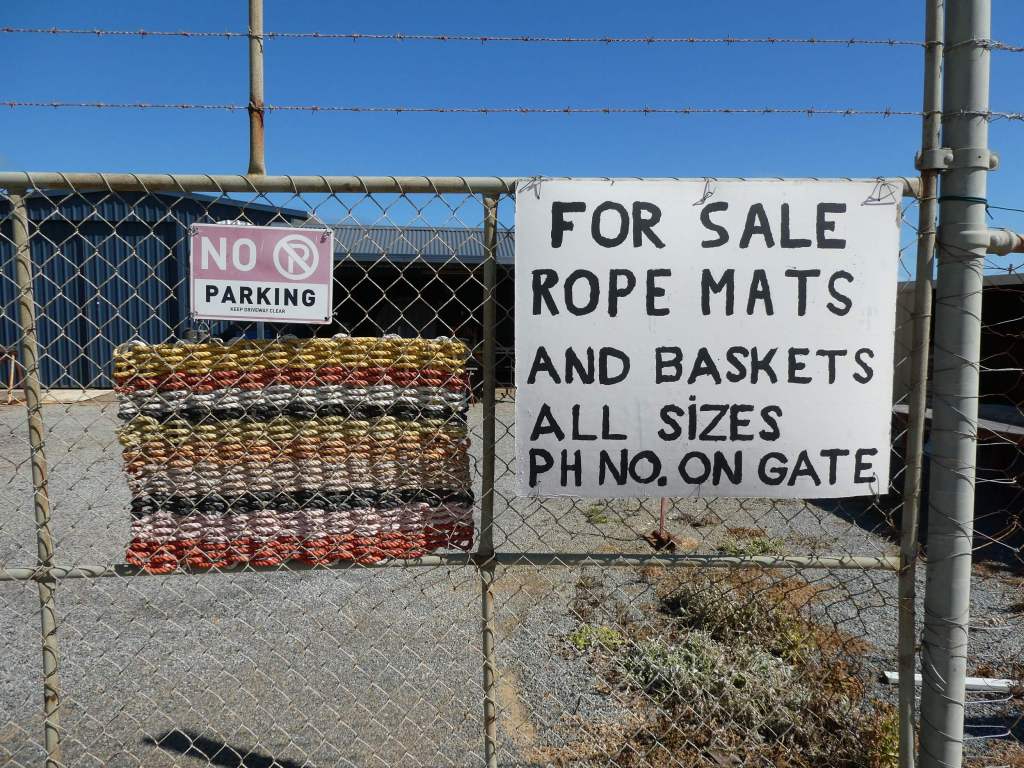 NO
PARKING
KEEP DRIVEWAY CLEAR
FOR SALE
ROPE MATS
AND BASKETS
ALL SiZES
PH NO. ON GATE